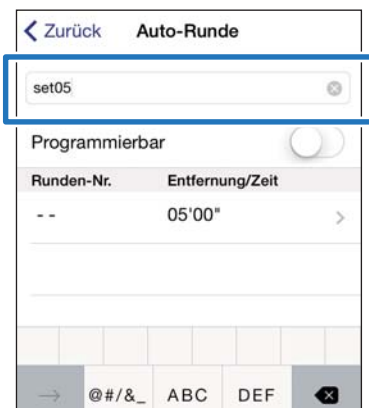 Zurück Auto-Runde
set05
Programmierbar
Runden-Nr. Entfernung/Zeit
- - 05'00"
@#/&_ ABC DEF